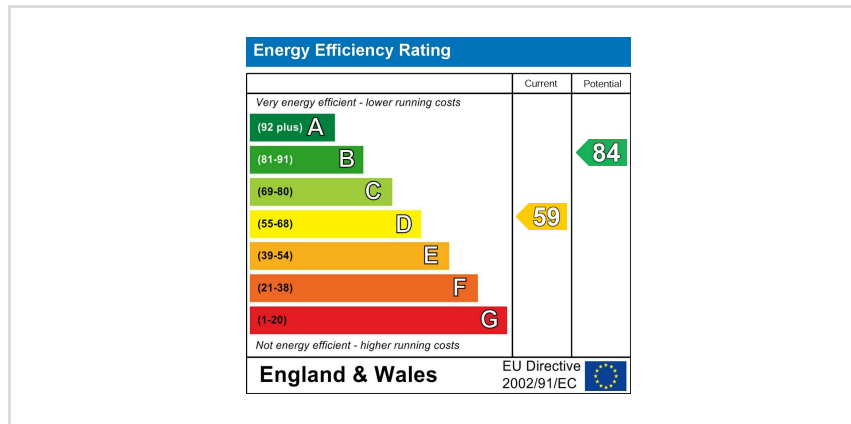 Energy Efficiency Rating
Current Potential
Very energy efficient - lower running costs
(92 plus) A
(81-91) B
84
(69-80) C
(55-68) D
59
(39-54) E
(21-38) F
(1-20) G
Not energy efficient - higher running costs
England & Wales
EU Directive
2002/91/EC